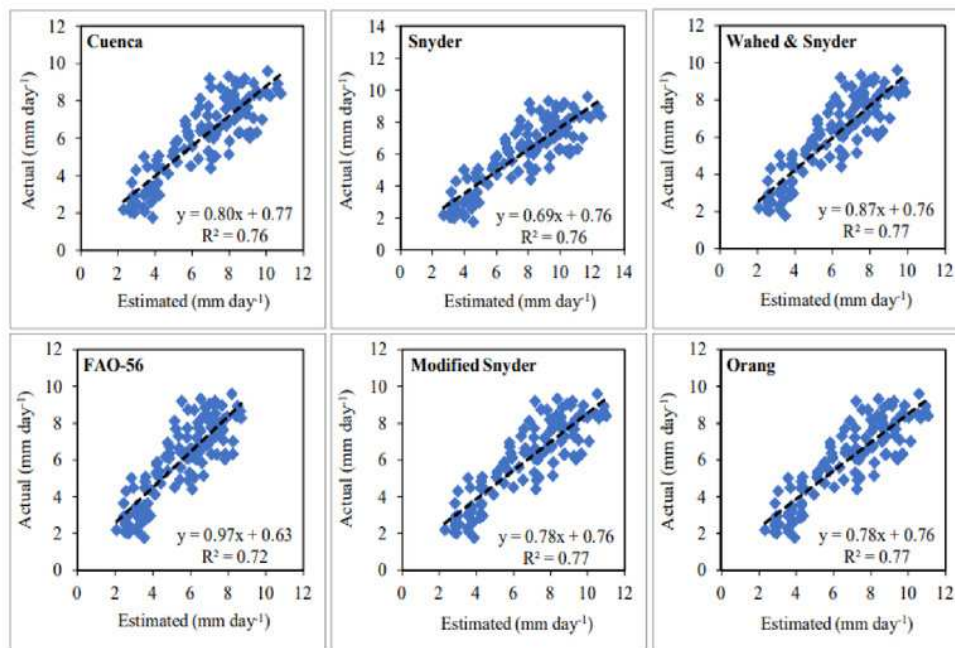 Cuenca
y = 0.80x + 0.77
R² = 0.76
Actual (mm day⁻¹)
0
2
4
6
8
10
12
0 2 4 6 8 10 12
Estimated (mm day⁻¹)
Snyder
y = 0.69x + 0.76
R² = 0.76
Actual (mm day⁻¹)
0
2
4
6
8
10
12
0 2 4 6 8 10 12 14
Estimated (mm day⁻¹)
Wahed & Snyder
y = 0.87x + 0.76
R² = 0.77
Actual (mm day⁻¹)
0
2
4
6
8
10
12
0 2 4 6 8 10 12
Estimated (mm day⁻¹)
FAO-56
y = 0.97x + 0.63
R² = 0.72
Actual (mm day⁻¹)
0
2
4
6
8
10
12
0 2 4 6 8 10 12
Estimated (mm day⁻¹)
Modified Snyder
y = 0.78x + 0.76
R² = 0.77
Actual (mm day⁻¹)
0
2
4
6
8
10
12
0 2 4 6 8 10 12
Estimated (mm day⁻¹)
Orang
y = 0.78x + 0.76
R² = 0.77
Actual (mm day⁻¹)
0
2
4
6
8
10
12
0 2 4 6 8 10 12
Estimated (mm day⁻¹)